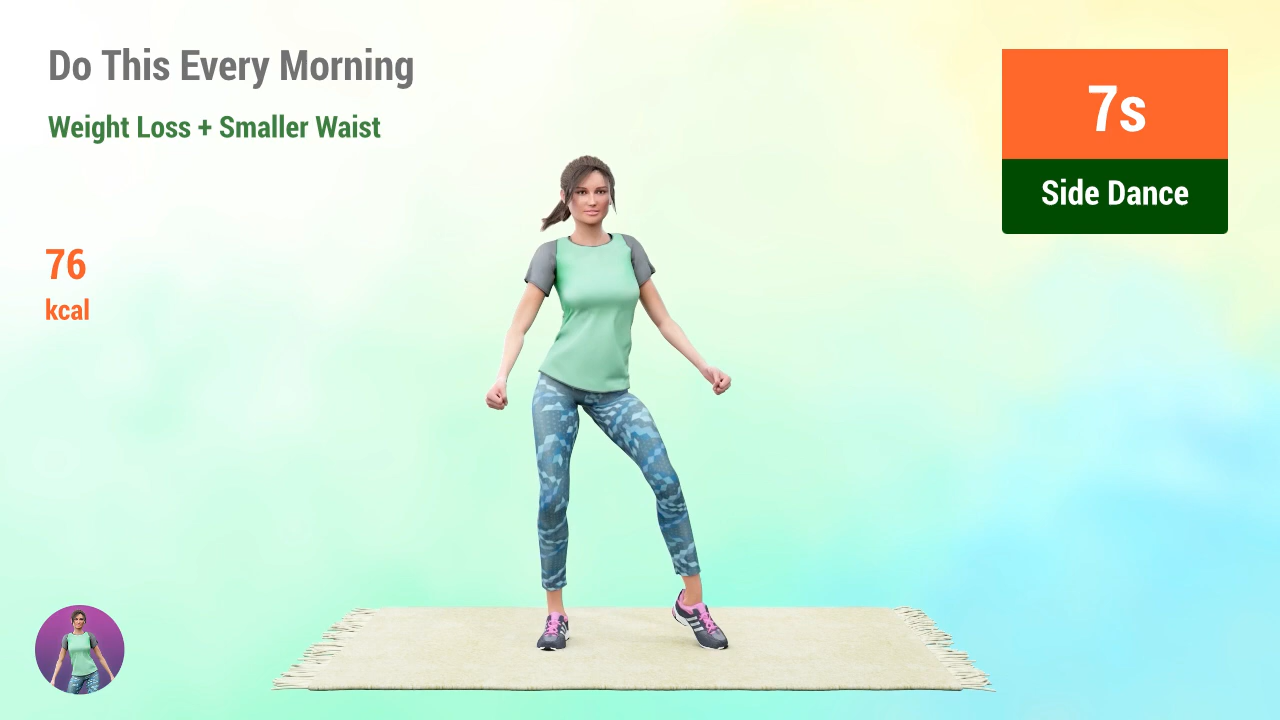 Do This Every Morning
Weight Loss + Smaller Waist
7s
Side Dance
76
kcal